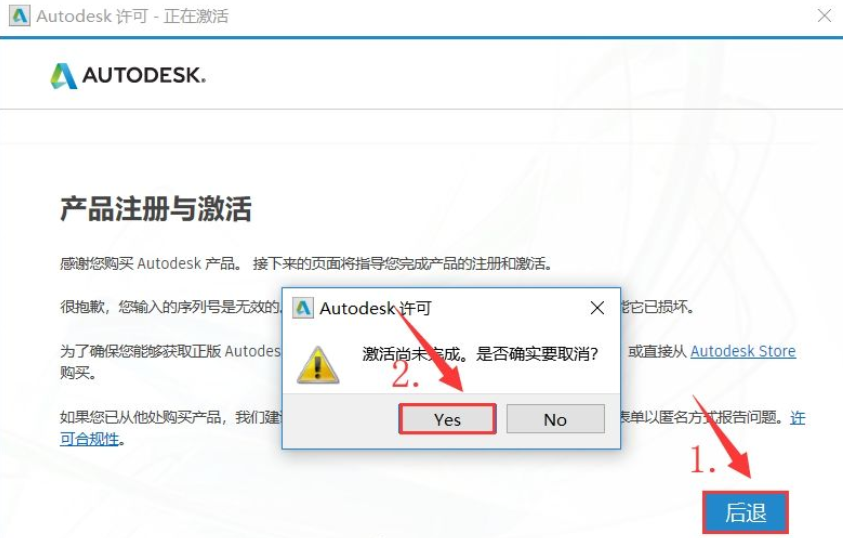 Autodesk 许可 - 正在激活
AUTODESK.
产品注册与激活
感谢您购买 Autodesk 产品。 接下来的页面将指导您完成产品的注册和激活。
很抱歉，您输入的序列号是无效的
能它已损坏。
Autodesk 许可
为了确保您能够获取正版 Autodes
激活尚未完成。是否确实要取消?
或直接从 Autodesk Store
购买。
2.
如果您已从他处购买产品，我们建
Yes
No
表单以匿名方式报告问题。许
可合规性。
1.
后退